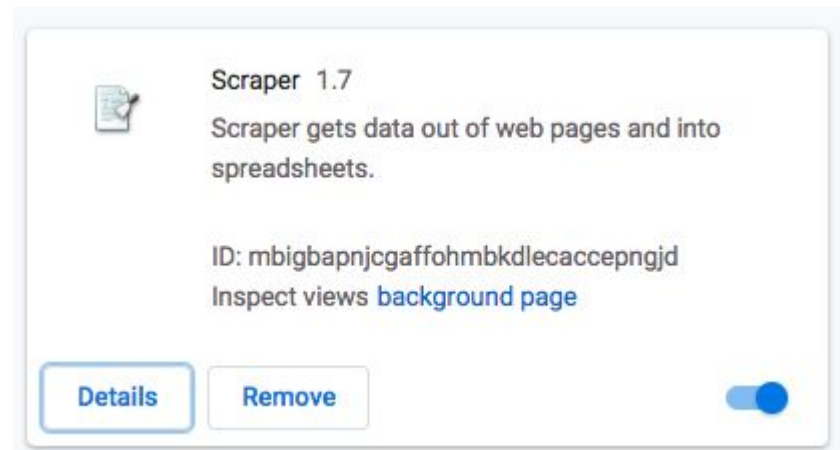 Scraper 1.7
Scraper gets data out of web pages and into
spreadsheets.
ID: mbigbapnjcgaffohmbkdlecaccepngjd
Inspect views background page
Details Remove